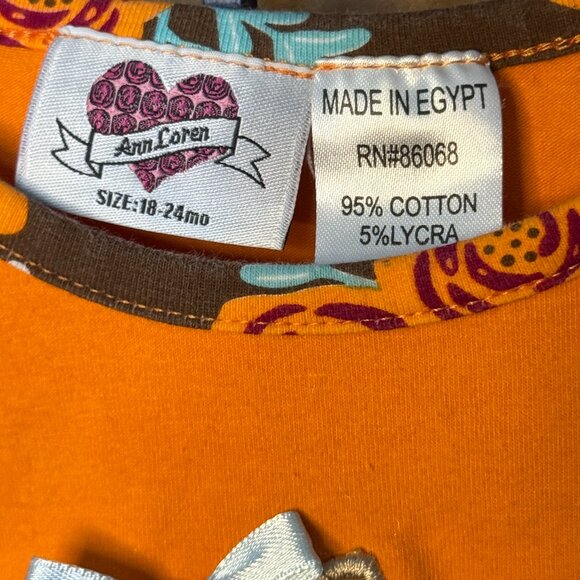 Ann Loren
SIZE:18-24mo
MADE IN EGYPT
RN#86068
95% COTTON
5%LYCRA